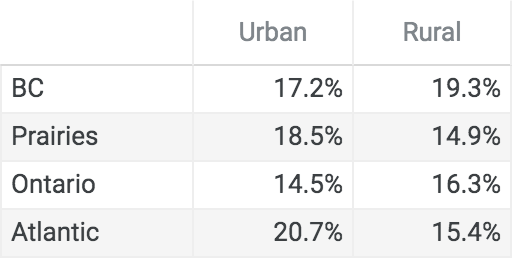 Urban Rural
BC 17.2% 19.3%
Prairies 18.5% 14.9%
Ontario 14.5% 16.3%
Atlantic 20.7% 15.4%